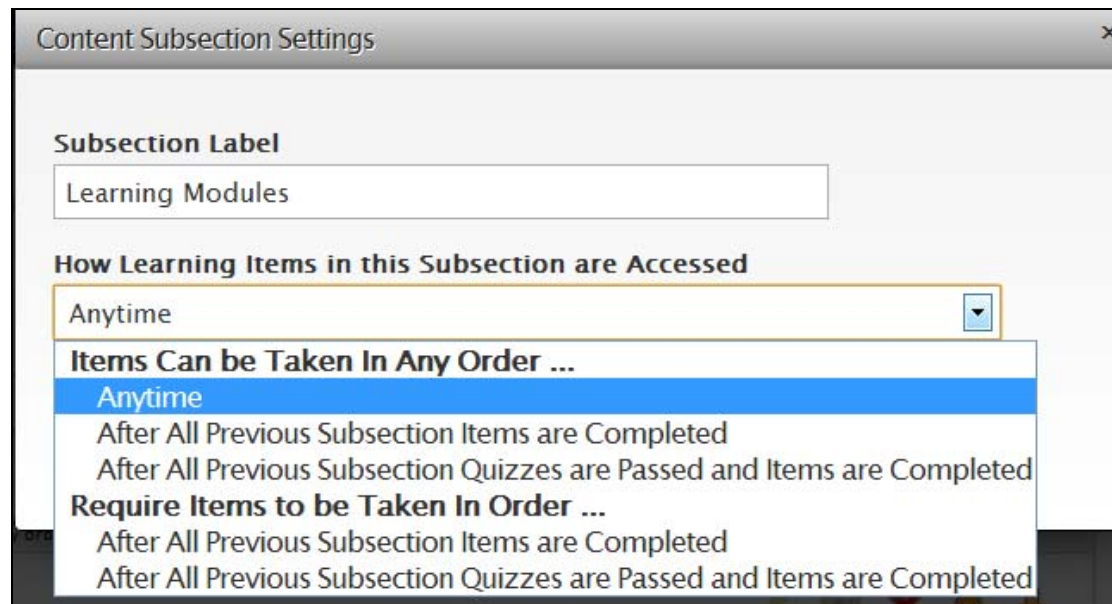 Content Subsection Settings
×
Subsection Label
Learning Modules
How Learning Items in this Subsection are Accessed
Anytime
Items Can be Taken In Any Order ...
Anytime
After All Previous Subsection Items are Completed
After All Previous Subsection Quizzes are Passed and Items are Completed
Require Items to be Taken In Order ...
After All Previous Subsection Items are Completed
After All Previous Subsection Quizzes are Passed and Items are Completed